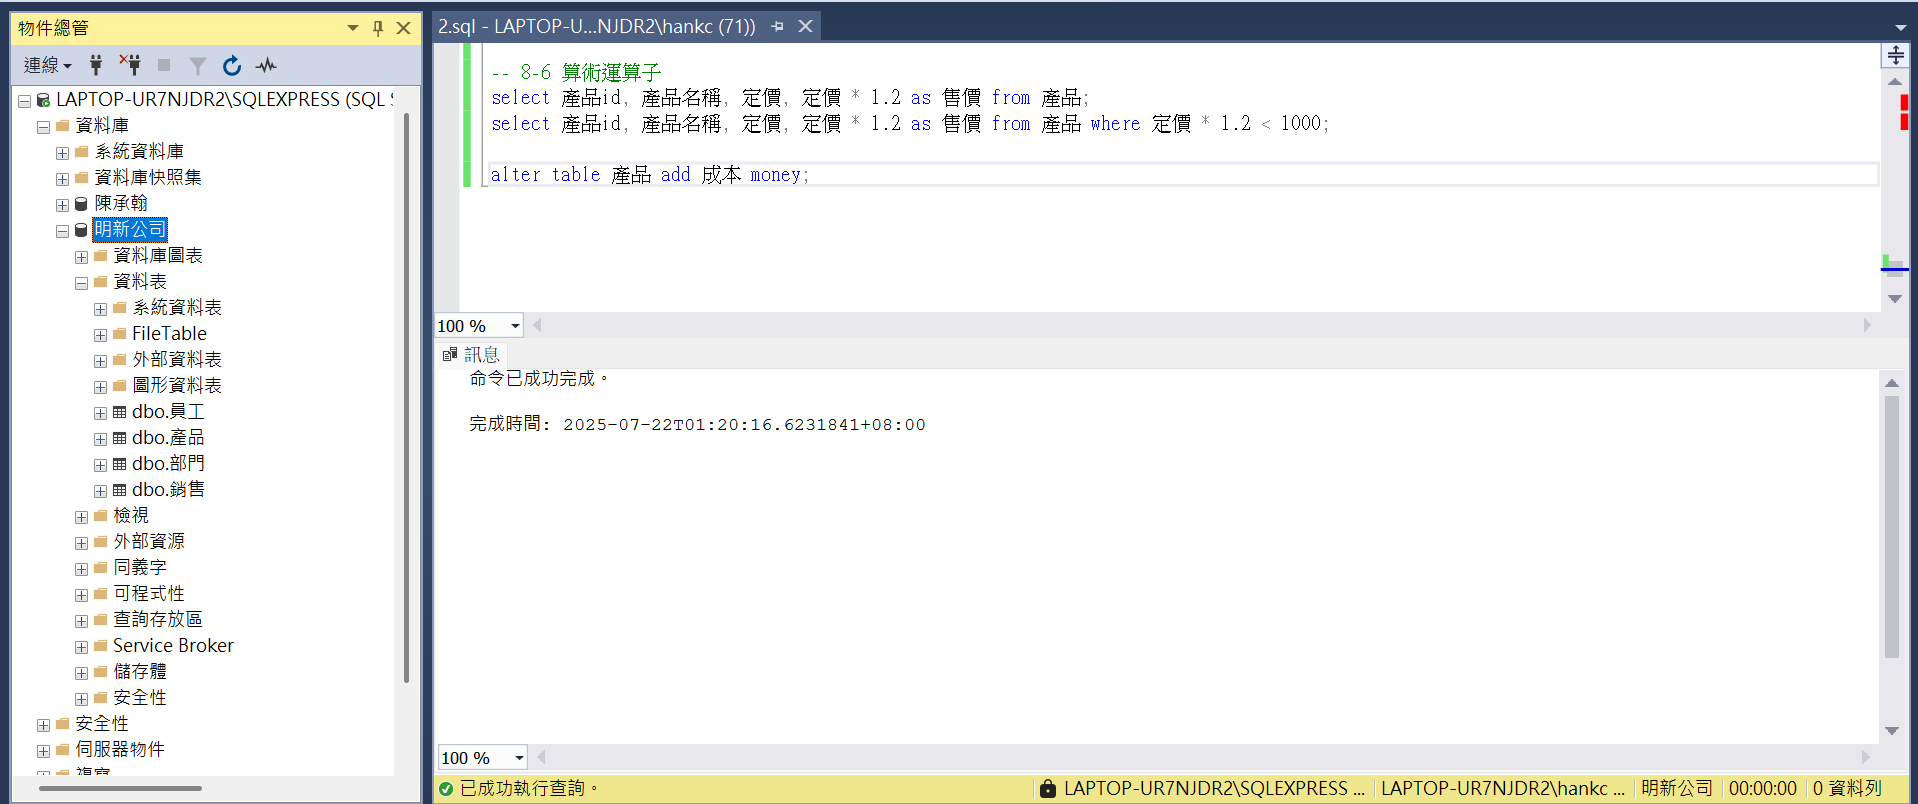 物件總管
連線
LAPTOP-UR7NJDR2\SQLEXPRESS (SQL S
資料庫
系統資料庫
資料庫快照集
陳承翰
明新公司
資料庫圖表
資料表
系統資料表
FileTable
外部資料表
圖形資料表
dbo.員工
dbo.產品
dbo.部門
dbo.銷售
檢視
外部資源
同義字
可程式性
查詢存放區
Service Broker
儲存體
安全性
安全性
伺服器物件
複寫
2.sql - LAPTOP-U...NJDR2\hankc (71))
-- 8-6 算術運算子
select 產品id, 產品名稱, 定價, 定價 * 1.2 as 售價 from 產品;
select 產品id, 產品名稱, 定價, 定價 * 1.2 as 售價 from 產品 where 定價 * 1.2 < 1000;
alter table 產品 add 成本 money;
100 %
訊息
命令已成功完成。
完成時間: 2025-07-22T01:20:16.6231841+08:00
100 %
已成功執行查詢。
LAPTOP-UR7NJDR2\SQLEXPRESS ...
LAPTOP-UR7NJDR2\hankc ...
明新公司
00:00:00
0 資料列